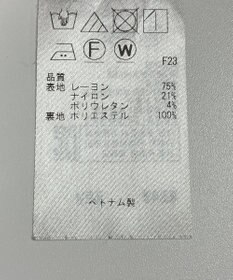 F W
F23
品質
表地 レーヨン 75%
ナイロン 21%
ポリウレタン 4%
裏地 ポリエステル 100%
ベトナム製